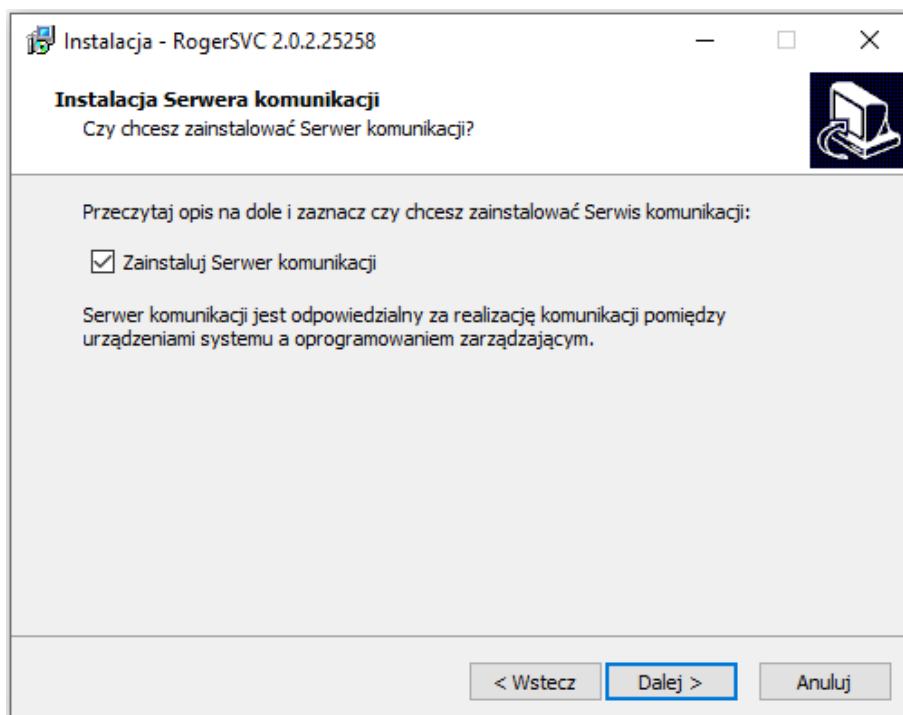 Instalacja - RogerSVC 2.0.2.25258
Instalacja Serwera komunikacji
Czy chcesz zainstalować Serwer komunikacji?
Przeczytaj opis na dole i zaznacz czy chcesz zainstalować Serwis komunikacji:
Zainstaluj Serwer komunikacji
Serwer komunikacji jest odpowiedzialny za realizację komunikacji pomiędzy
urządzeniami systemu a oprogramowaniem zarządzającym.
< Wstecz
Dalej >
Anuluj